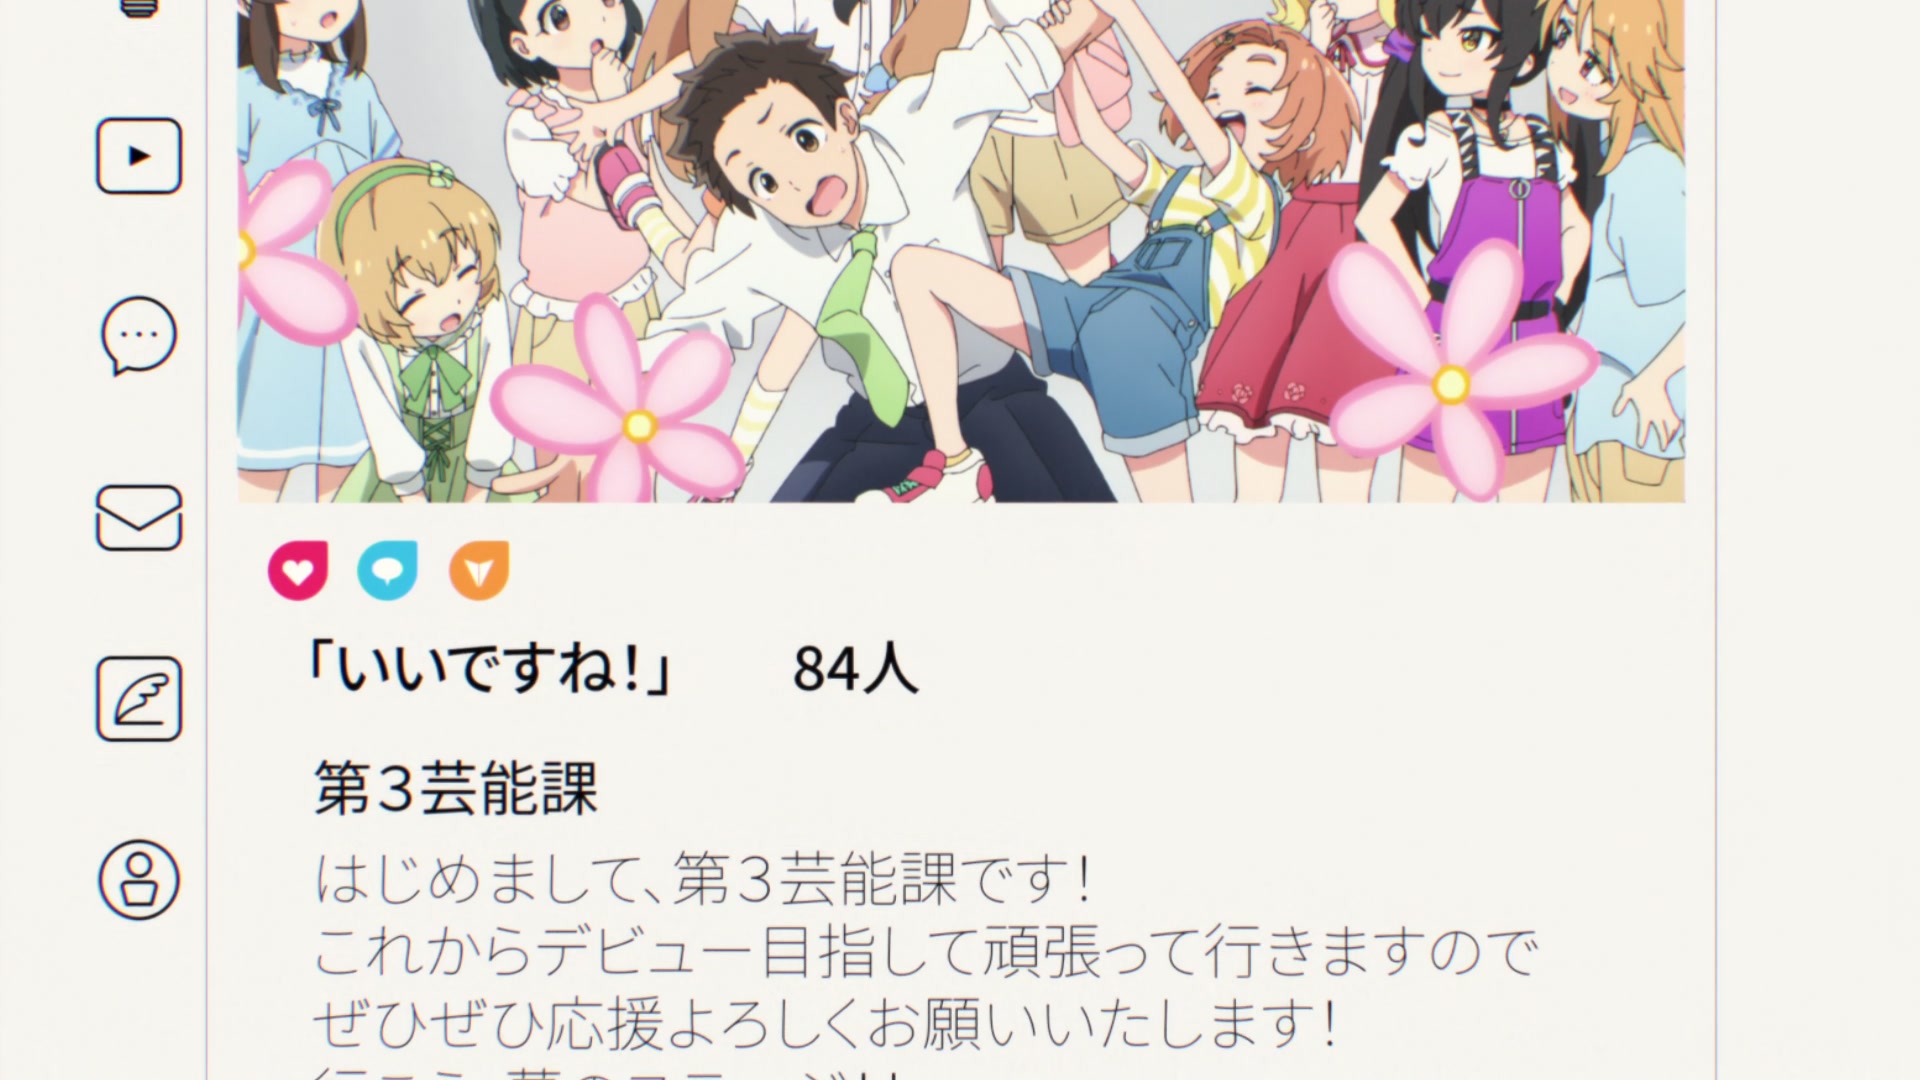 「いいですね!」 84人
第3芸能課
はじめまして、第3芸能課です!
これからデビュー目指して頑張って行きますので
ぜひぜひ応援よろしくお願いいたします!